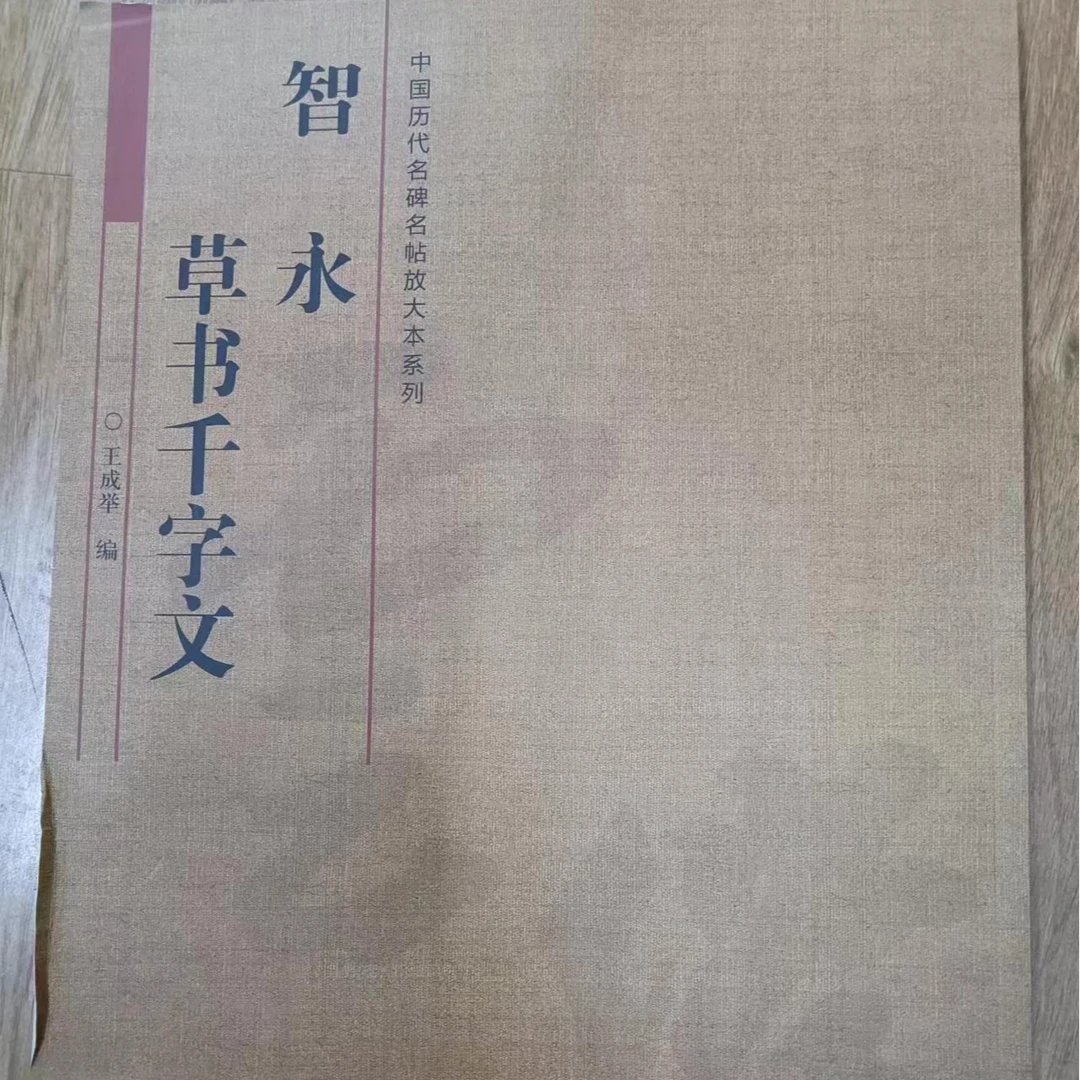 中国历代名碑名帖放大本系列
智永
草书千字文
○ 王成举 编